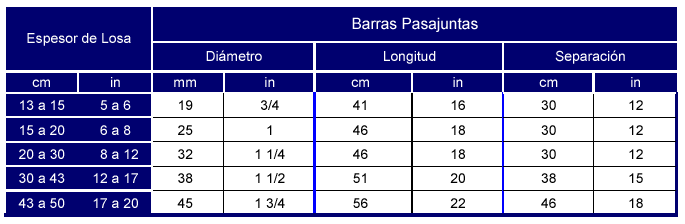 Espesor de Losa Barras Pasajuntas
Diámetro Longitud Separación
cm in mm in cm in cm in
13 a 15 5 a 6 19 3/4 41 16 30 12
15 a 20 6 a 8 25 1 46 18 30 12
20 a 30 8 a 12 32 1 1/4 46 18 30 12
30 a 43 12 a 17 38 1 1/2 51 20 38 15
43 a 50 17 a 20 45 1 3/4 56 22 46 18